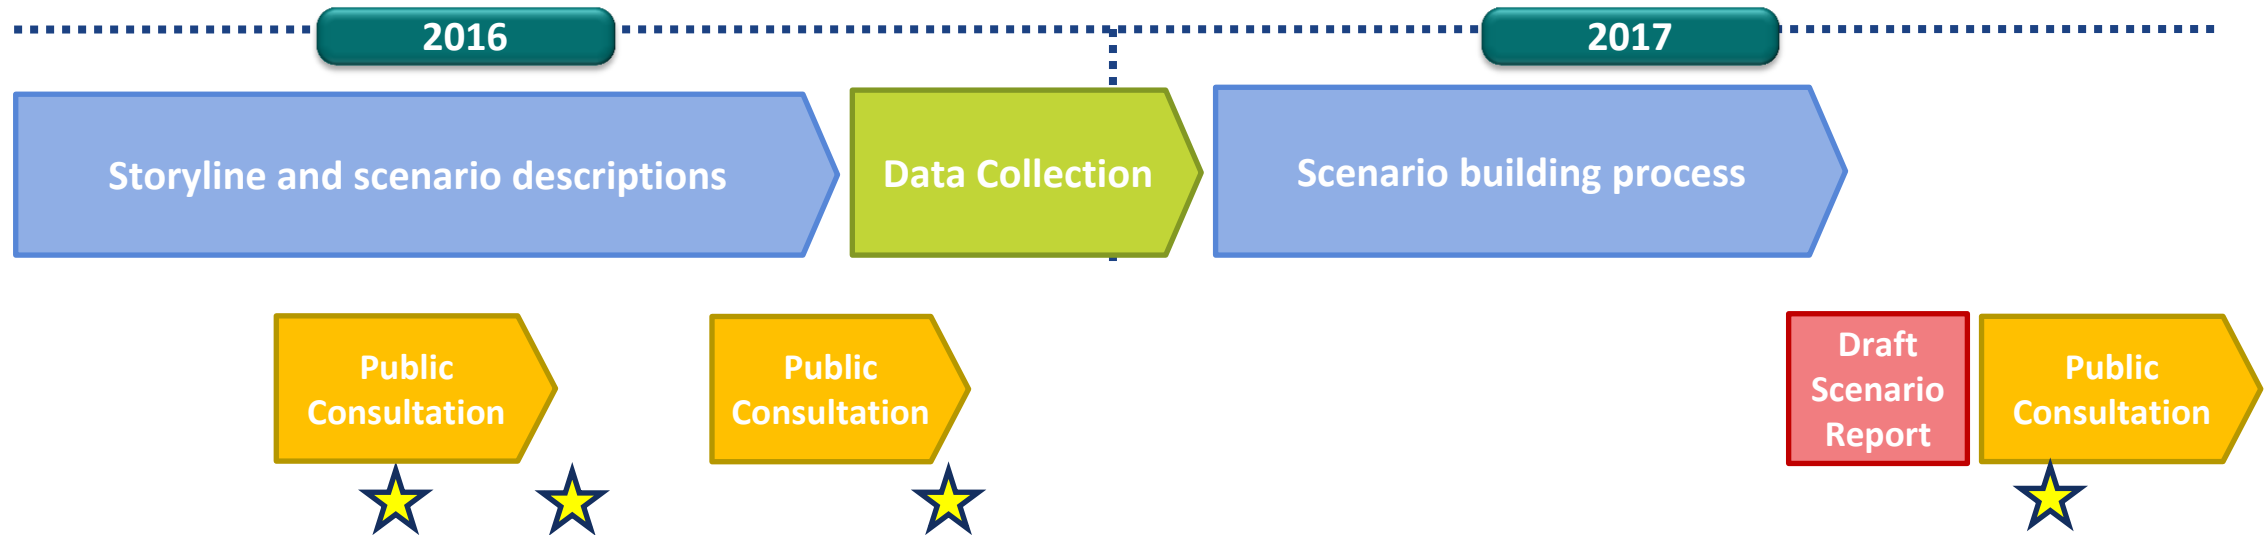 2016
2017
Storyline and scenario descriptions
Data Collection
Scenario building process
Public
Consultation
Public
Consultation
Draft
Scenario
Report
Public
Consultation